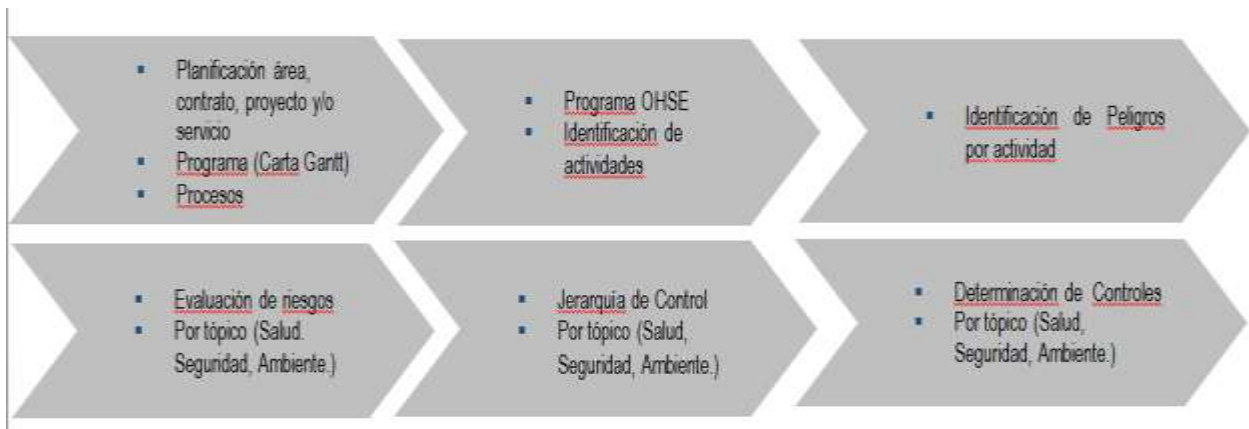 Planificación área,
contrato, proyecto y/o
servicio
Programa (Carta Gantt)
Procesos
Programa OHSE
Identificación de
actividades
Identificación de Peligros
por actividad
Evaluación de riesgos
Por tópico (Salud.
Seguridad, Ambiente.)
Jerarquía de Control
Por tópico (Salud,
Seguridad, Ambiente.)
Determinación de Controles
Por tópico (Salud,
Seguridad, Ambiente.)